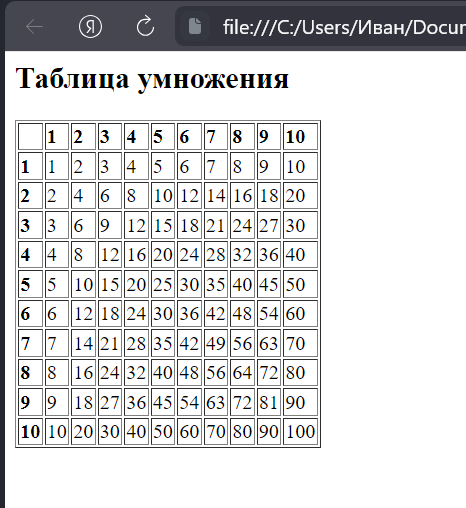 Я file:///C:/Users/Иван/Docum
Таблица умножения
1 2 3 4 5 6 7 8 9 10
1 1 2 3 4 5 6 7 8 9 10
2 2 4 6 8 10 12 14 16 18 20
3 3 6 9 12 15 18 21 24 27 30
4 4 8 12 16 20 24 28 32 36 40
5 5 10 15 20 25 30 35 40 45 50
6 6 12 18 24 30 36 42 48 54 60
7 7 14 21 28 35 42 49 56 63 70
8 8 16 24 32 40 48 56 64 72 80
9 9 18 27 36 45 54 63 72 81 90
10 10 20 30 40 50 60 70 80 90 100